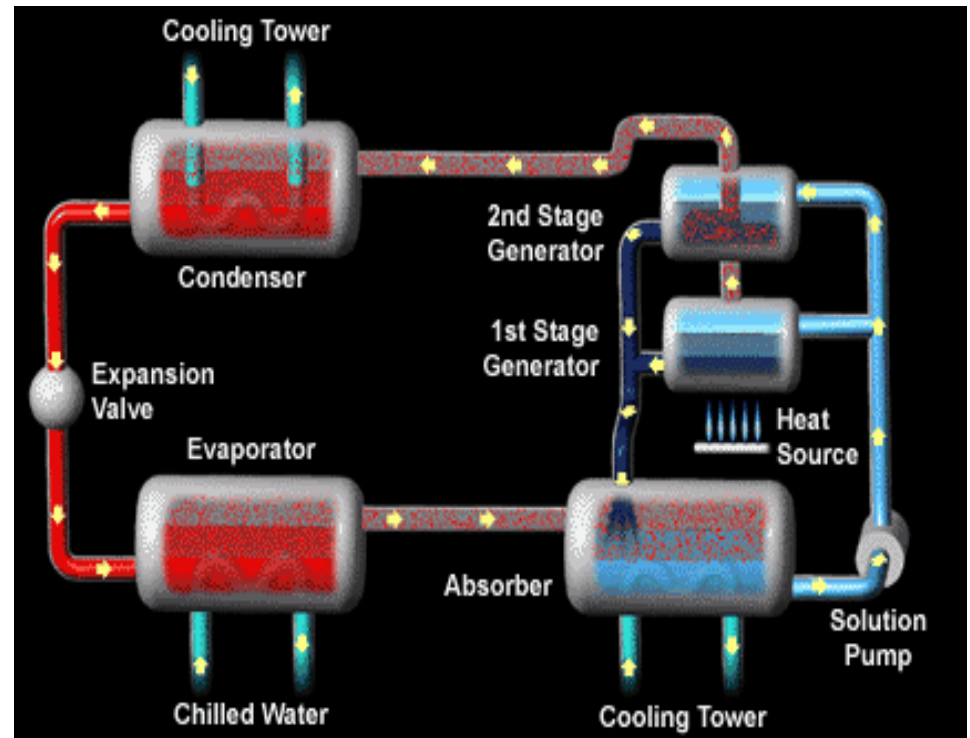 Cooling Tower
2nd Stage
Generator
Condenser
1st Stage
Generator
Expansion
Valve
Heat
Source
Evaporator
Absorber
Solution
Pump
Chilled Water
Cooling Tower